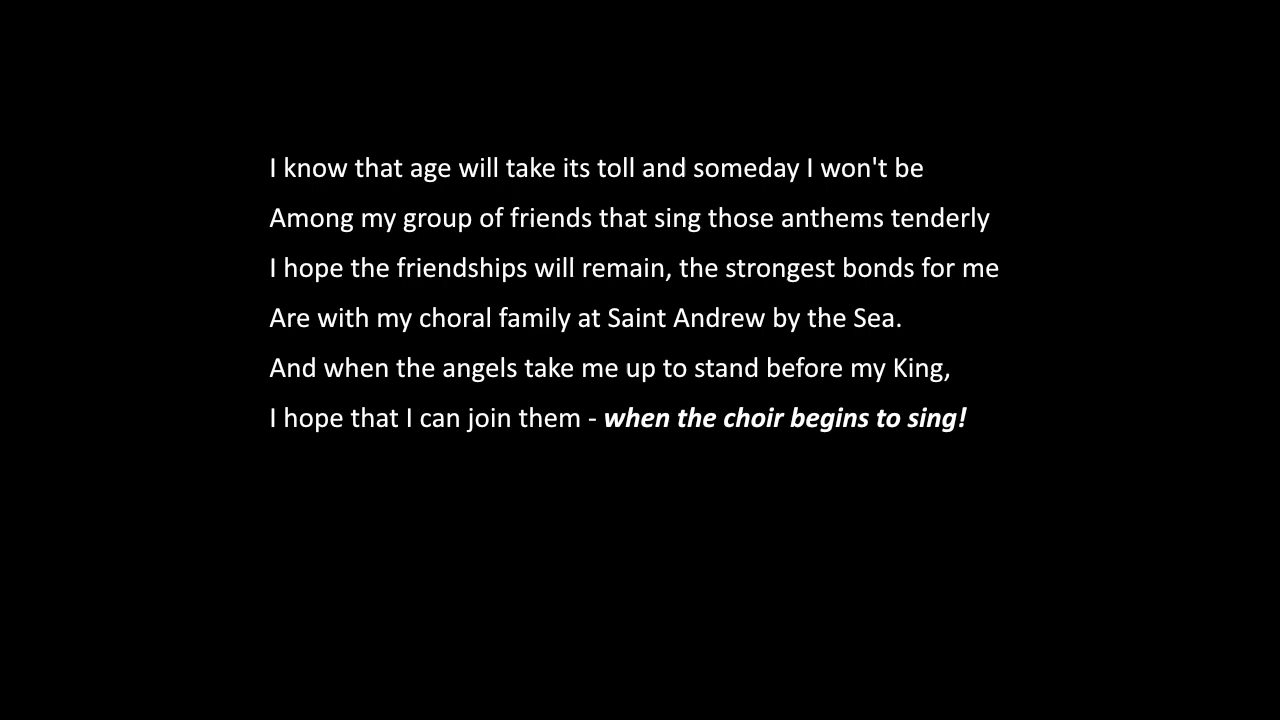 I know that age will take its toll and someday I won't be
Among my group of friends that sing those anthems tenderly
I hope the friendships will remain, the strongest bonds for me
Are with my choral family at Saint Andrew by the Sea.
And when the angels take me up to stand before my King,
I hope that I can join them - when the choir begins to sing!